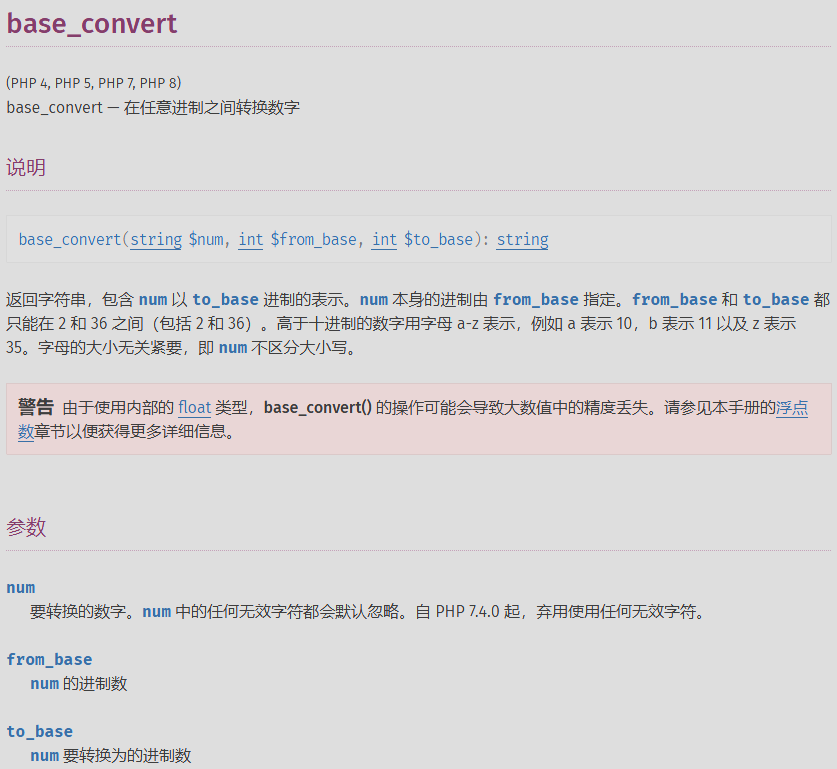 base_convert
(PHP 4, PHP 5, PHP 7, PHP 8)
base_convert — 在任意进制之间转换数字
说明
base_convert(string $num, int $from_base, int $to_base): string
返回字符串，包含 num 以 to_base 进制的表示。num 本身的进制由 from_base 指定。from_base 和 to_base 都
只能在 2 和 36 之间（包括 2 和 36）。高于十进制的数字用字母 a-z 表示，例如 a 表示 10，b 表示 11 以及 z 表示
35。字母的大小无关紧要，即 num 不区分大小写。
警告 由于使用内部的 float 类型，base_convert() 的操作可能会导致大数值中的精度丢失。请参见本手册的浮点
数章节以便获得更多详细信息。
参数
num
要转换的数字。num 中的任何无效字符都会默认忽略。自 PHP 7.4.0 起，弃用使用任何无效字符。
from_base
num 的进制数
to_base
num 要转换为的进制数